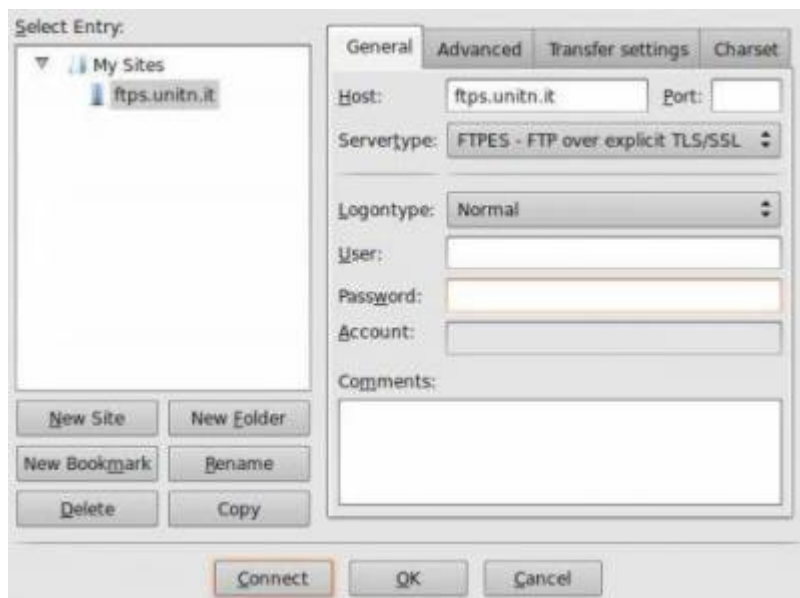 Select Entry:
My Sites
ftps.unitn.it
New Site
New Folder
New Bookmark
Rename
Delete
Copy
General
Advanced
Transfer settings
Charset
Host:
ftps.unitn.it
Port:
Servertype:
FTPES - FTP over explicit TLS/SSL
Logontype:
Normal
User:
Password:
Account:
Comments:
Connect
OK
Cancel